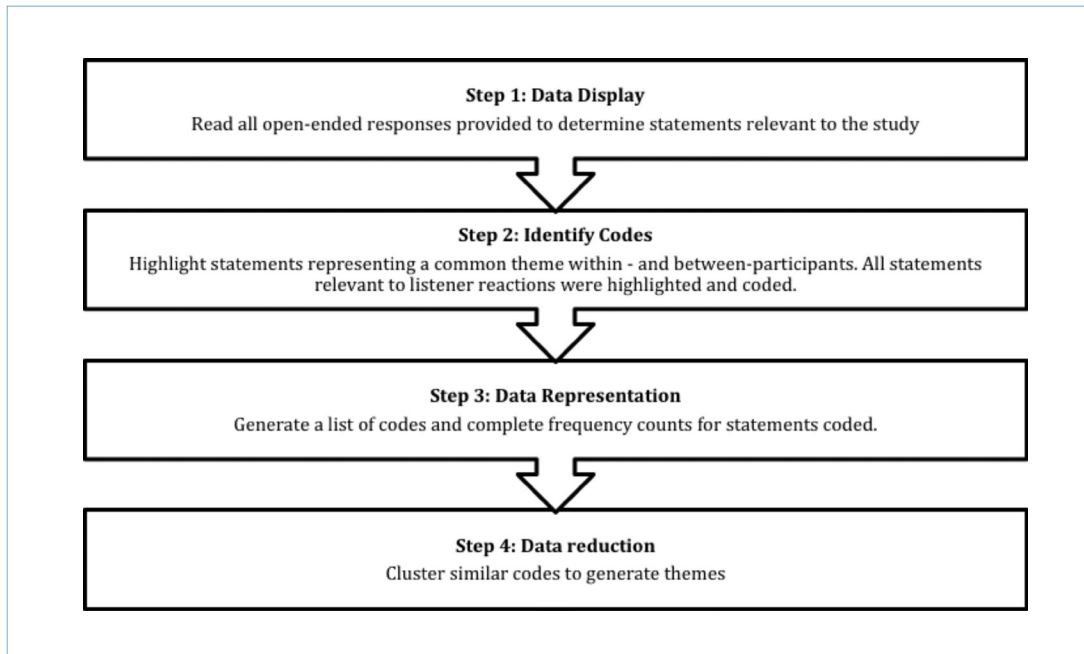 Step 1: Data Display
Read all open-ended responses provided to determine statements relevant to the study
Step 2: Identify Codes
Highlight statements representing a common theme within - and between-participants. All statements
relevant to listener reactions were highlighted and coded.
Step 3: Data Representation
Generate a list of codes and complete frequency counts for statements coded.
Step 4: Data reduction
Cluster similar codes to generate themes